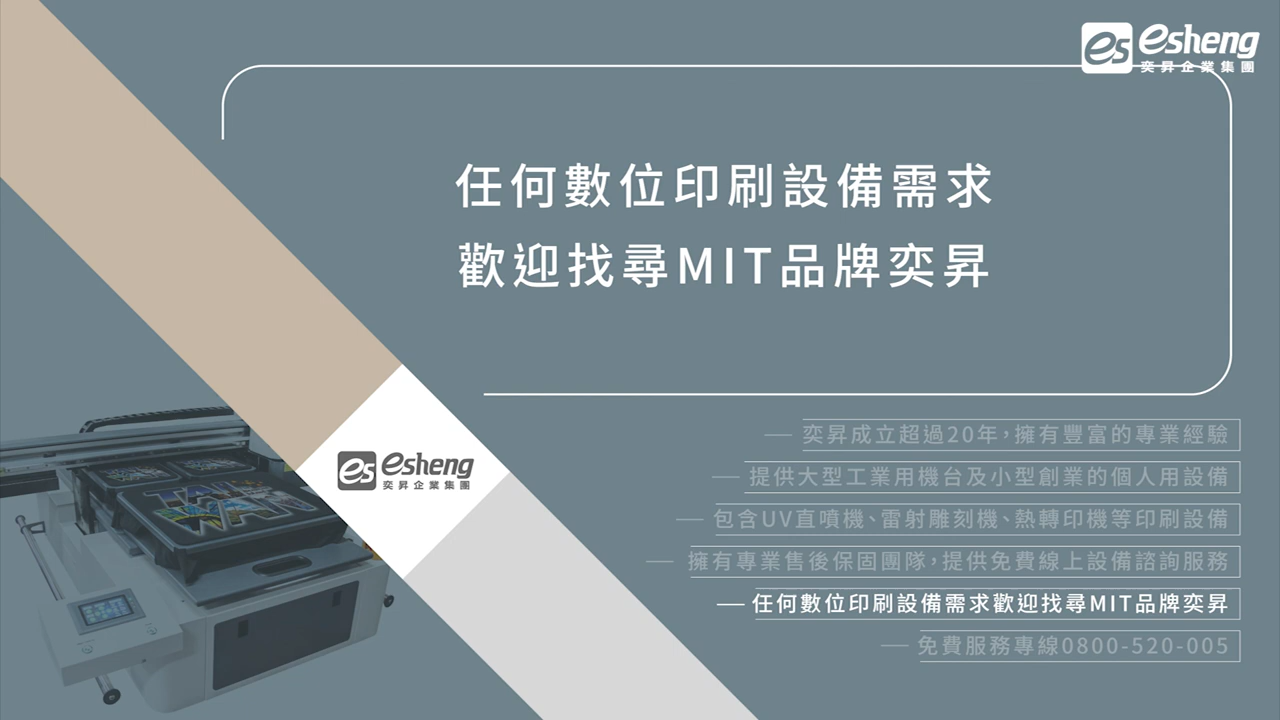 es esheng
奕昇企業集團
任何數位印刷設備需求
歡迎找尋MIT品牌奕昇
奕昇成立超過20年，擁有豐富的專業經驗
提供大型工業用機台及小型創業的個人用設備
es esheng
奕昇企業集團
包含UV直噴機、雷射雕刻機、熱轉印機等印刷設備
擁有專業售後保固團隊，提供免費線上設備諮詢服務
任何數位印刷設備需求歡迎找尋MIT品牌奕昇
免費服務專線0800-520-005
TAIWAN